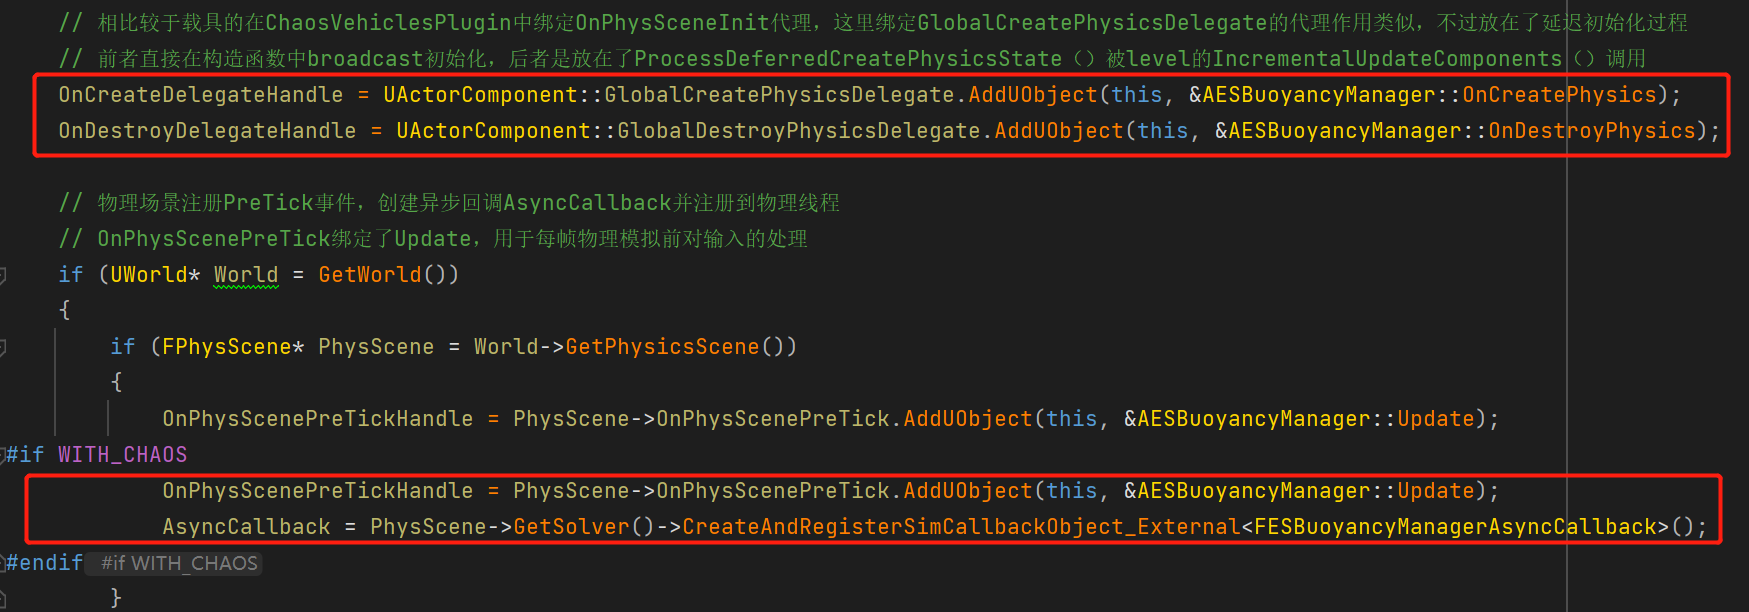 // 相比较于载具的在ChaosVehiclesPlugin中绑定OnPhysSceneInit代理，这里绑定GlobalCreatePhysicsDelegate的代理作用类似，不过放在了延迟初始化过程
// 前者直接在构造函数中broadcast初始化，后者是放在了ProcessDeferredCreatePhysicsState（）被level的IncrementalUpdateComponents（）调用
OnCreateDelegateHandle = UActorComponent::GlobalCreatePhysicsDelegate.AddUObject(this, &AESBuoyancyManager::OnCreatePhysics);
OnDestroyDelegateHandle = UActorComponent::GlobalDestroyPhysicsDelegate.AddUObject(this, &AESBuoyancyManager::OnDestroyPhysics);
// 物理场景注册PreTick事件，创建异步回调AsyncCallback并注册到物理线程
// OnPhysScenePreTick绑定了Update，用于每帧物理模拟前对输入的处理
if (UWorld* World = GetWorld())
{
if (FPhysScene* PhysScene = World->GetPhysicsScene())
{
OnPhysScenePreTickHandle = PhysScene->OnPhysScenePreTick.AddUObject(this, &AESBuoyancyManager::Update);
#if WITH_CHAOS
OnPhysScenePreTickHandle = PhysScene->OnPhysScenePreTick.AddUObject(this, &AESBuoyancyManager::Update);
AsyncCallback = PhysScene->GetSolver()->CreateAndRegisterSimCallbackObject_External<FESBuoyancyManagerAsyncCallback>();
#endif #if WITH_CHAOS
}